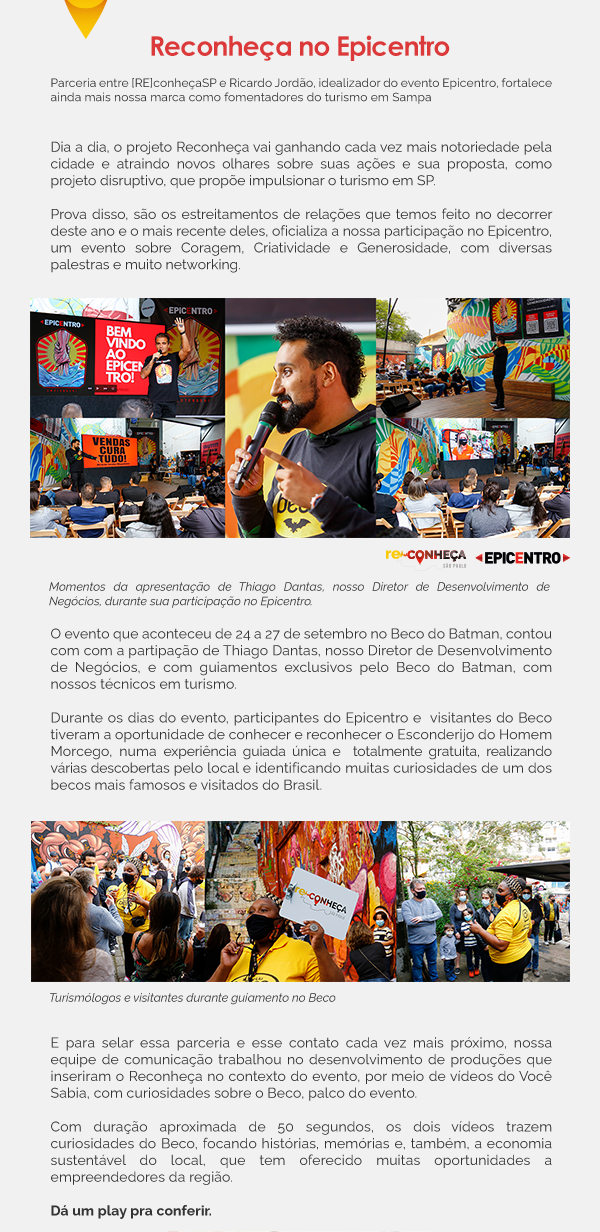 Reconheça no Epicentro
Parceria entre [RE]conheçaSP e Ricardo Jordão, idealizador do evento Epicentro, fortalece
ainda mais nossa marca como fomentadores do turismo em Sampa
Dia a dia, o projeto Reconheça vai ganhando cada vez mais notoriedade pela
cidade e atraindo novos olhares sobre suas ações e sua proposta, como
projeto disruptivo, que propõe impulsionar o turismo em SP.
Prova disso, são os estreitamentos de relações que temos feito no decorrer
deste ano e o mais recente deles, oficializa a nossa participação no Epicentro,
um evento sobre Coragem, Criatividade e Generosidade, com diversas
palestras e muito networking.
EPICENTRO
EPICENTRO
BEM
VINDO
AO
EPICEN
TRO!
VENDAS
CURA
TUDO!
re CONHEÇA
SÃO PAULO
EPICENTRO
Momentos da apresentação de Thiago Dantas, nosso Diretor de Desenvolvimento de
Negócios, durante sua participação no Epicentro.
O evento que aconteceu de 24 a 27 de setembro no Beco do Batman, contou
com com a partipação de Thiago Dantas, nosso Diretor de Desenvolvimento
de Negócios, e com guiamentos exclusivos pelo Beco do Batman, com
nossos técnicos em turismo.
Durante os dias do evento, participantes do Epicentro e visitantes do Beco
tiveram a oportunidade de conhecer e reconhecer o Esconderijo do Homem
Morcego, numa experiência guiada única e totalmente gratuita, realizando
várias descobertas pelo local e identificando muitas curiosidades de um dos
becos mais famosos e visitados do Brasil.
re CONHEÇA
Turismólogos e visitantes durante guiamento no Beco
E para selar essa parceria e esse contato cada vez mais próximo, nossa
equipe de comunicação trabalhou no desenvolvimento de produções que
inseriram o Reconheça no contexto do evento, por meio de vídeos do Você
Sabia, com curiosidades sobre o Beco, palco do evento.
Com duração aproximada de 50 segundos, os dois vídeos trazem
curiosidades do Beco, focando histórias, memórias e, também, a economia
sustentável do local, que tem oferecido muitas oportunidades a
empreendedores da região.
Dá um play pra conferir.